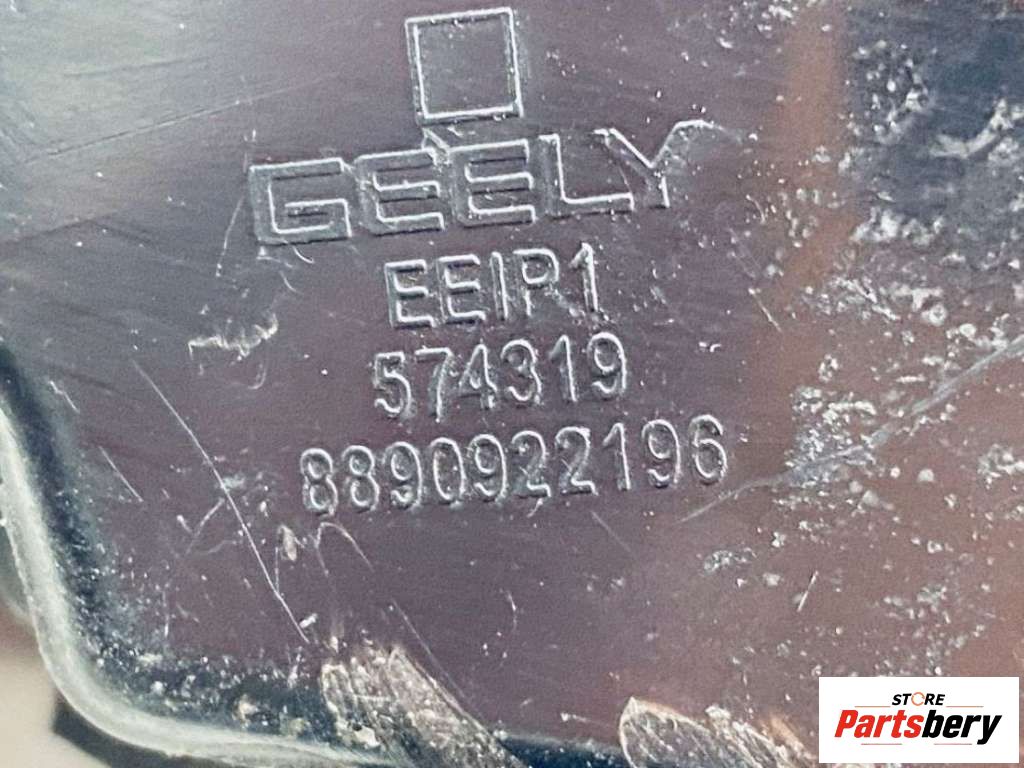 GEELY
EEIP1
574319
8890922196
STORE
Partsbery